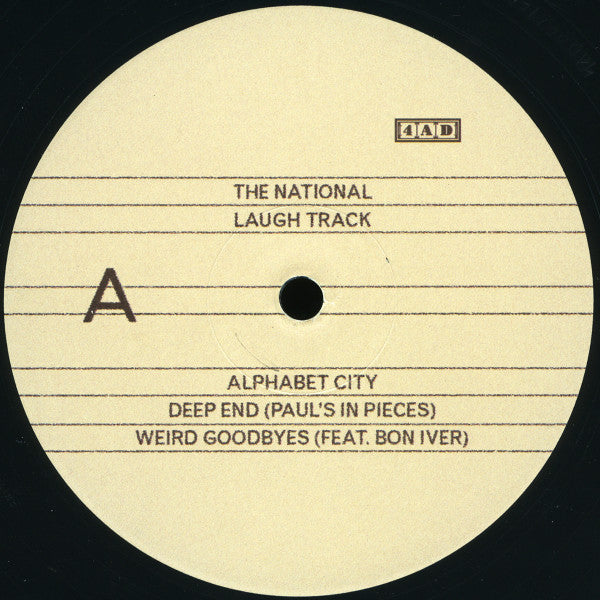 4AD
THE NATIONAL
LAUGH TRACK
A
ALPHABET CITY
DEEP END (PAUL'S IN PIECES)
WEIRD GOODBYES (FEAT. BON IVER)